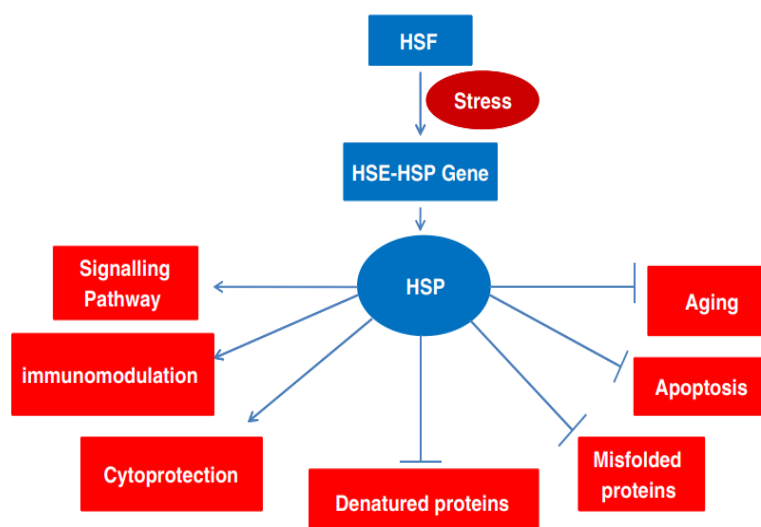 HSF
Stress
HSE-HSP Gene
HSP
Signalling
Pathway
immunomodulation
Cytoprotection
Denatured proteins
Misfolded
proteins
Apoptosis
Aging